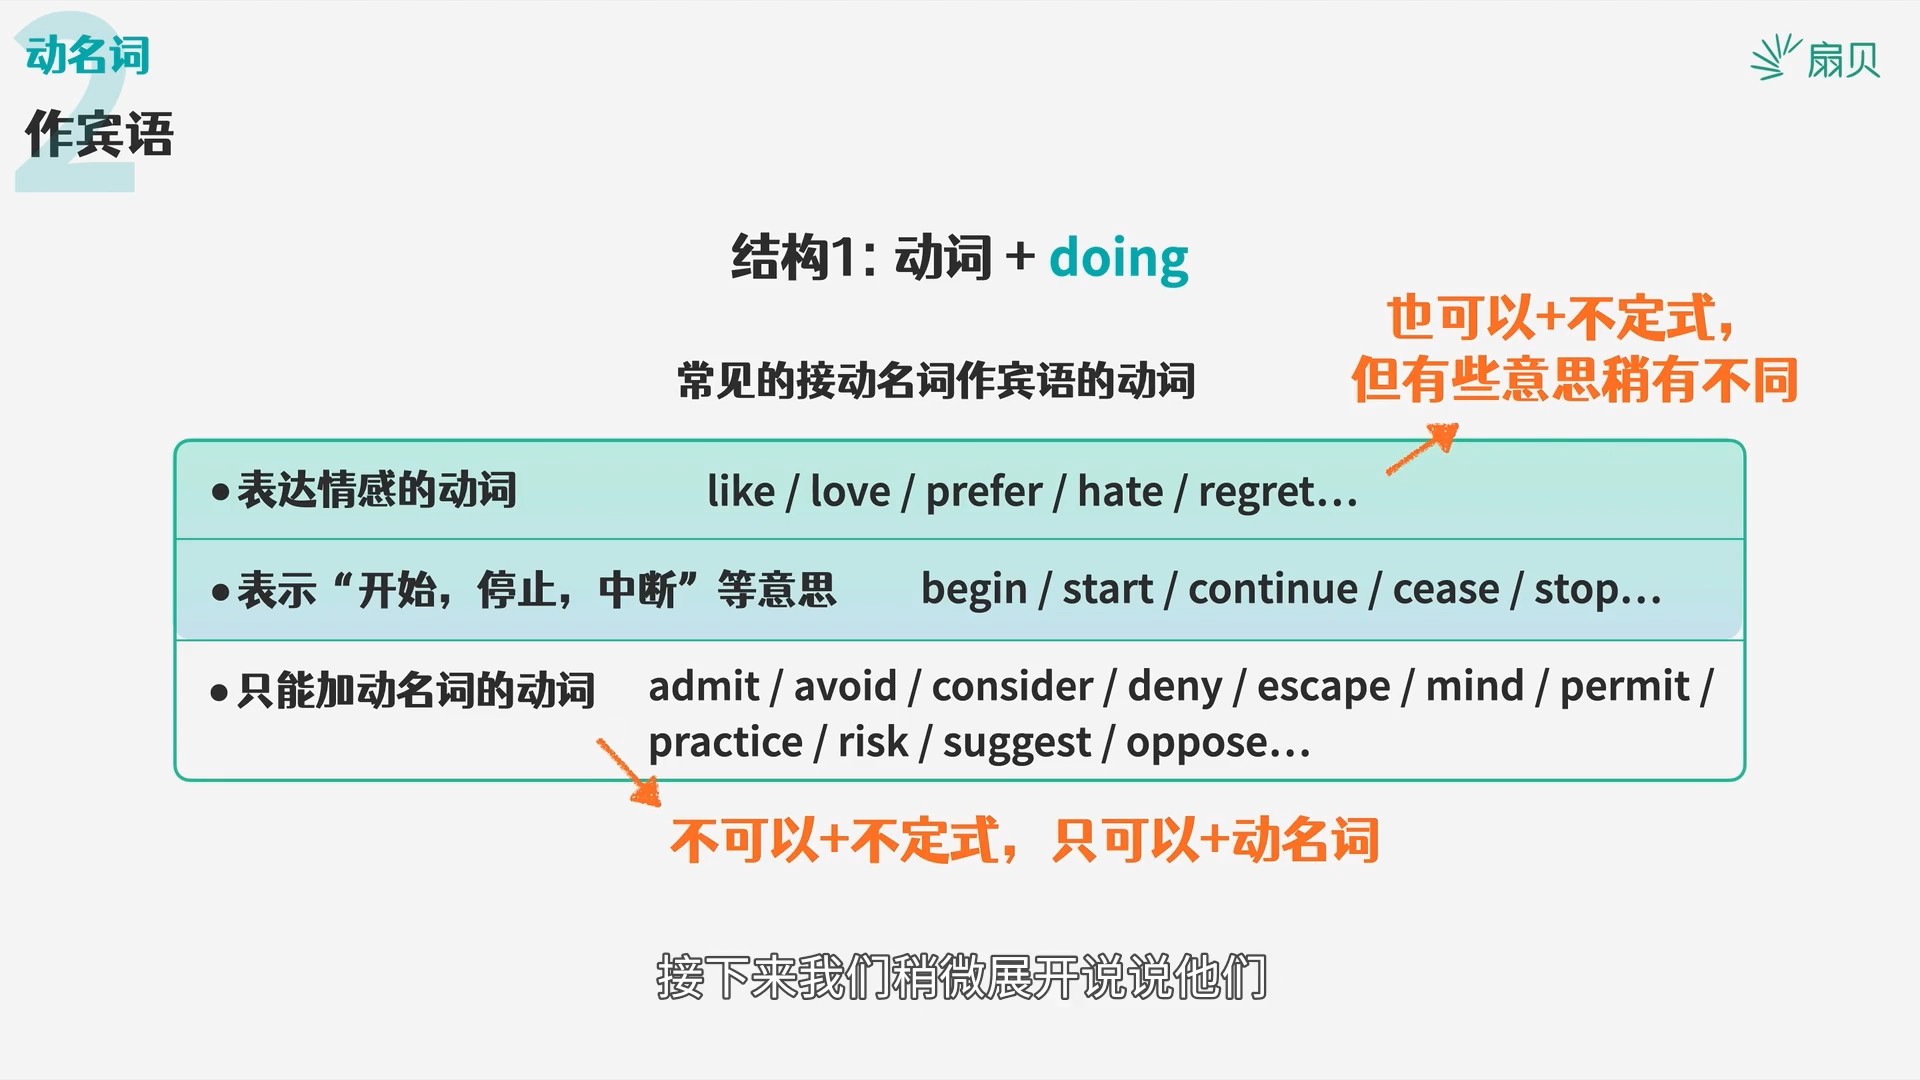 2
动名词
作宾语
扇贝
结构1: 动词 + doing
也可以+不定式，
但有些意思稍有不同
常见的接动名词作宾语的动词
●表达情感的动词 like / love / prefer / hate / regret…
●表示“开始，停止，中断”等意思 begin / start / continue / cease / stop…
●只能加动名词的动词 admit / avoid / consider / deny / escape / mind / permit /
practice / risk / suggest / oppose…
不可以+不定式，只可以+动名词
接下来我们稍微展开说说他们